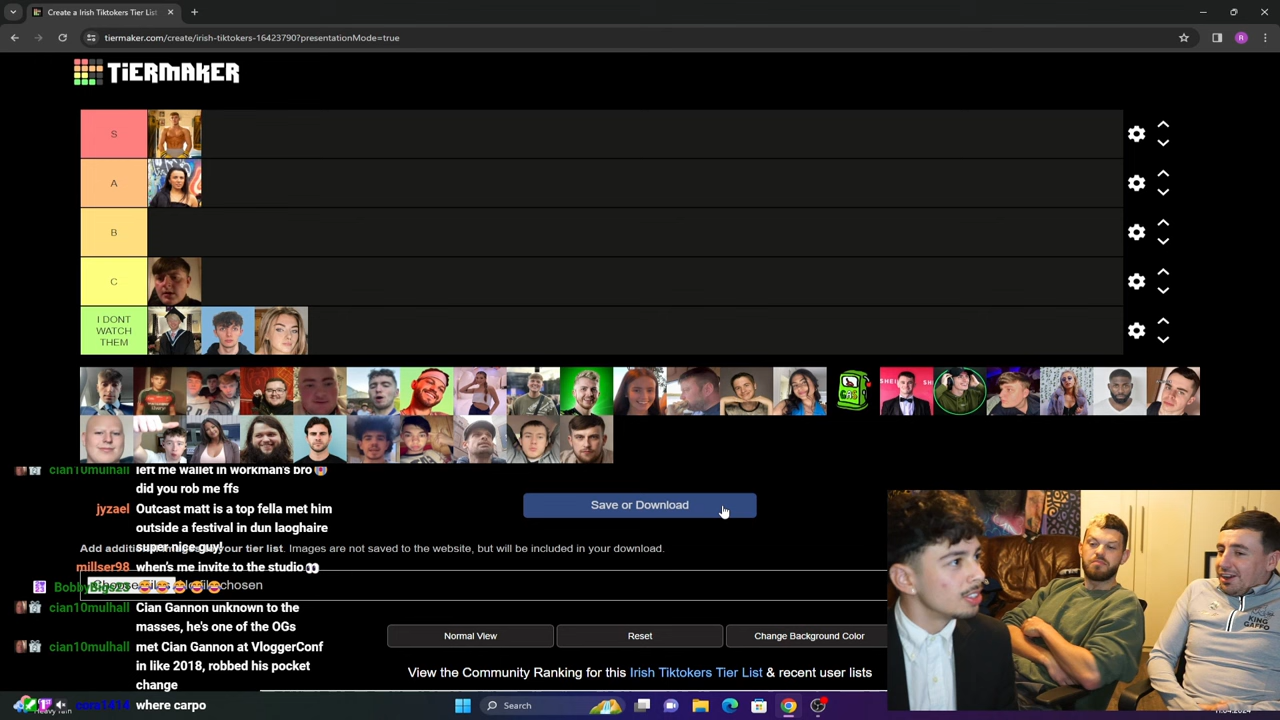 Create a Irish Tiktokers Tier List
tiermaker.com/create/irish-tiktokers-16423790?presentationMode=true
R
TiERMAKER
S
A
B
C
I DONT
WATCH
THEM
cian10mulhall left me wallet in workman's bro
did you rob me ffs
jyzael Outcast matt is a top fella met him
outside a festival in dun laoghaire
super nice guy!
millser98 when's me invite to the studio
Save or Download
Add your tier list. Images are not saved to the website, but will be included in your download.
chosen
cian10mulhall Cian Gannon unknown to the
masses, he's one of the OGs
cian10mulhall met Cian Gannon at VloggerConf
in like 2018, robbed his pocket
change
cora1414 where carpo
Normal View
Reset
Change Background Color
View the Community Ranking for this Irish Tiktokers Tier List & recent user lists
KING
GAFFO
Search